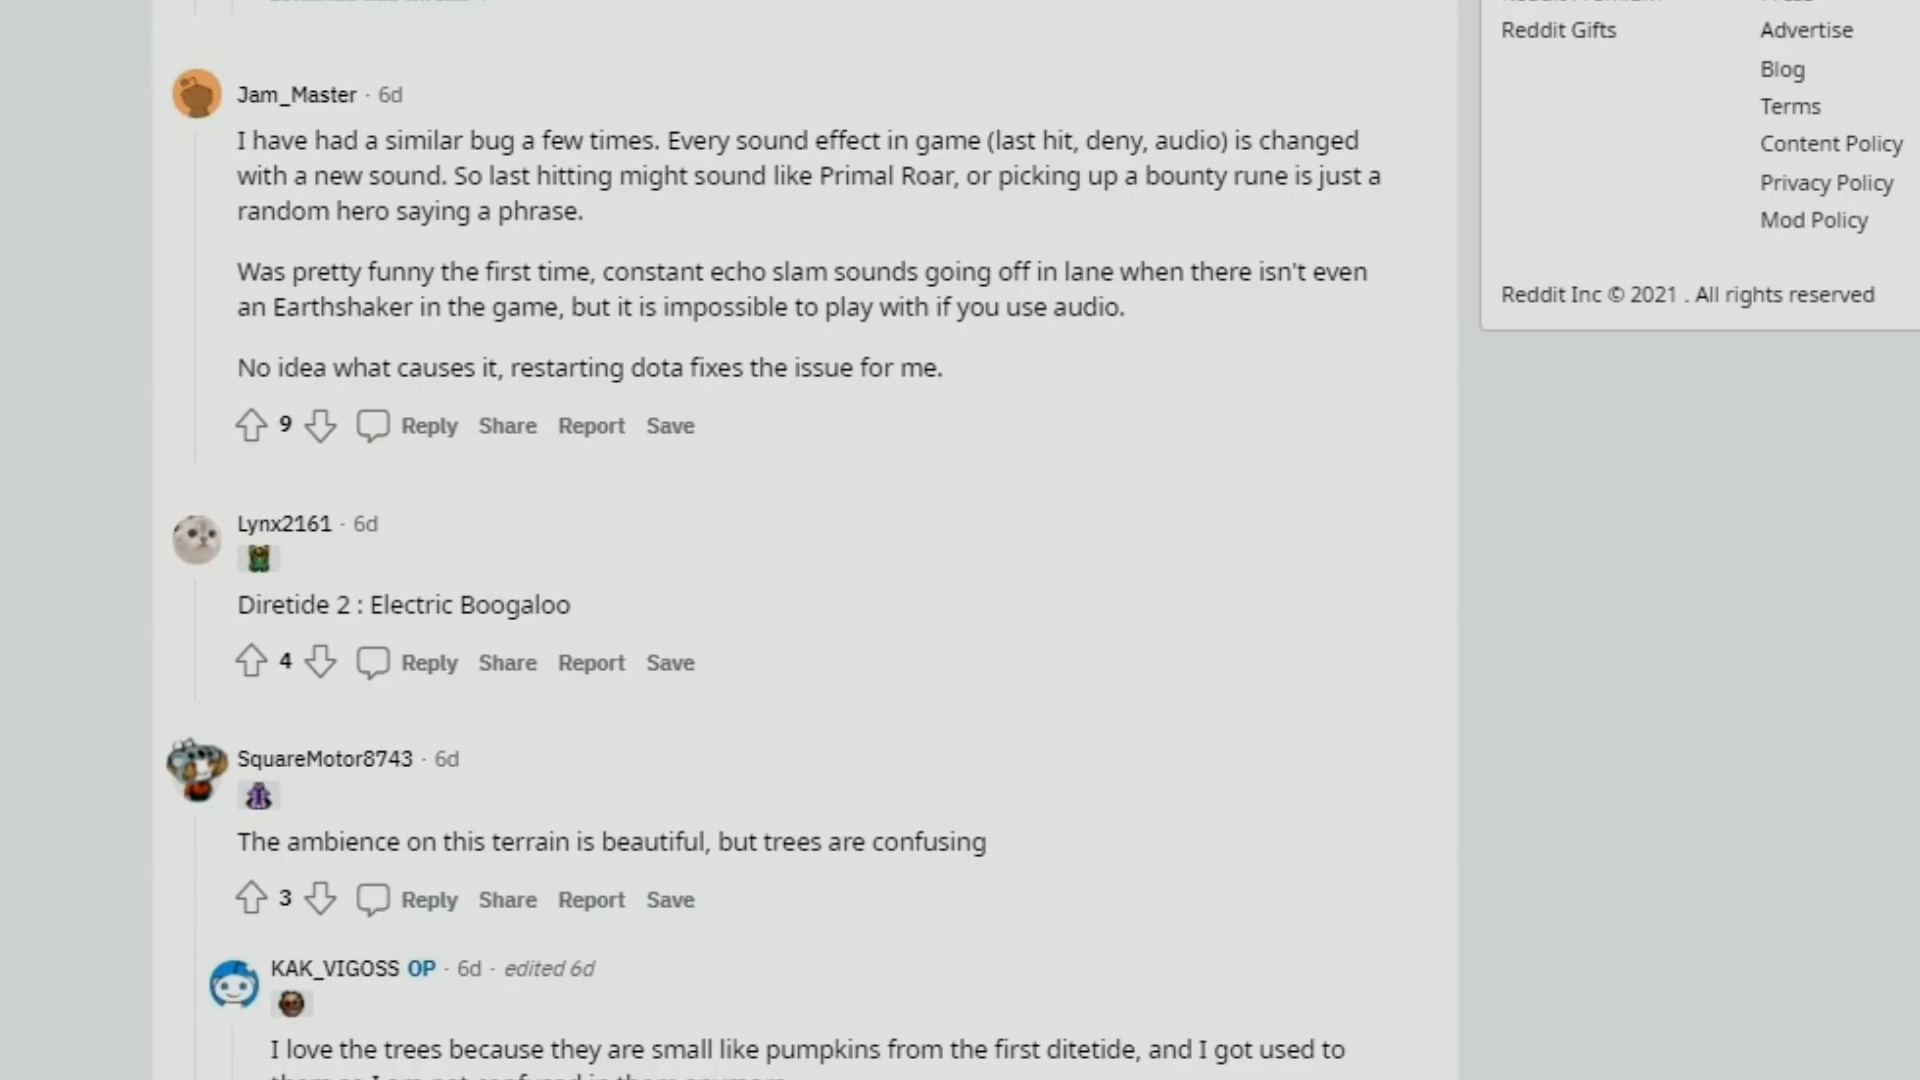 Jam_Master · 6d
I have had a similar bug a few times. Every sound effect in game (last hit, deny, audio) is changed
with a new sound. So last hitting might sound like Primal Roar, or picking up a bounty rune is just a
random hero saying a phrase.
Was pretty funny the first time, constant echo slam sounds going off in lane when there isn't even
an Earthshaker in the game, but it is impossible to play with if you use audio.
No idea what causes it, restarting dota fixes the issue for me.
9 Reply Share Report Save
Lynx2161 · 6d
Diretide 2 : Electric Boogaloo
4 Reply Share Report Save
SquareMotor8743 · 6d
The ambience on this terrain is beautiful, but trees are confusing
3 Reply Share Report Save
KAK_VIGOSS OP · 6d · edited 6d
I love the trees because they are small like pumpkins from the first ditetide, and I got used to
Reddit Gifts
Advertise
Blog
Terms
Content Policy
Privacy Policy
Mod Policy
Reddit Inc © 2021 . All rights reserved